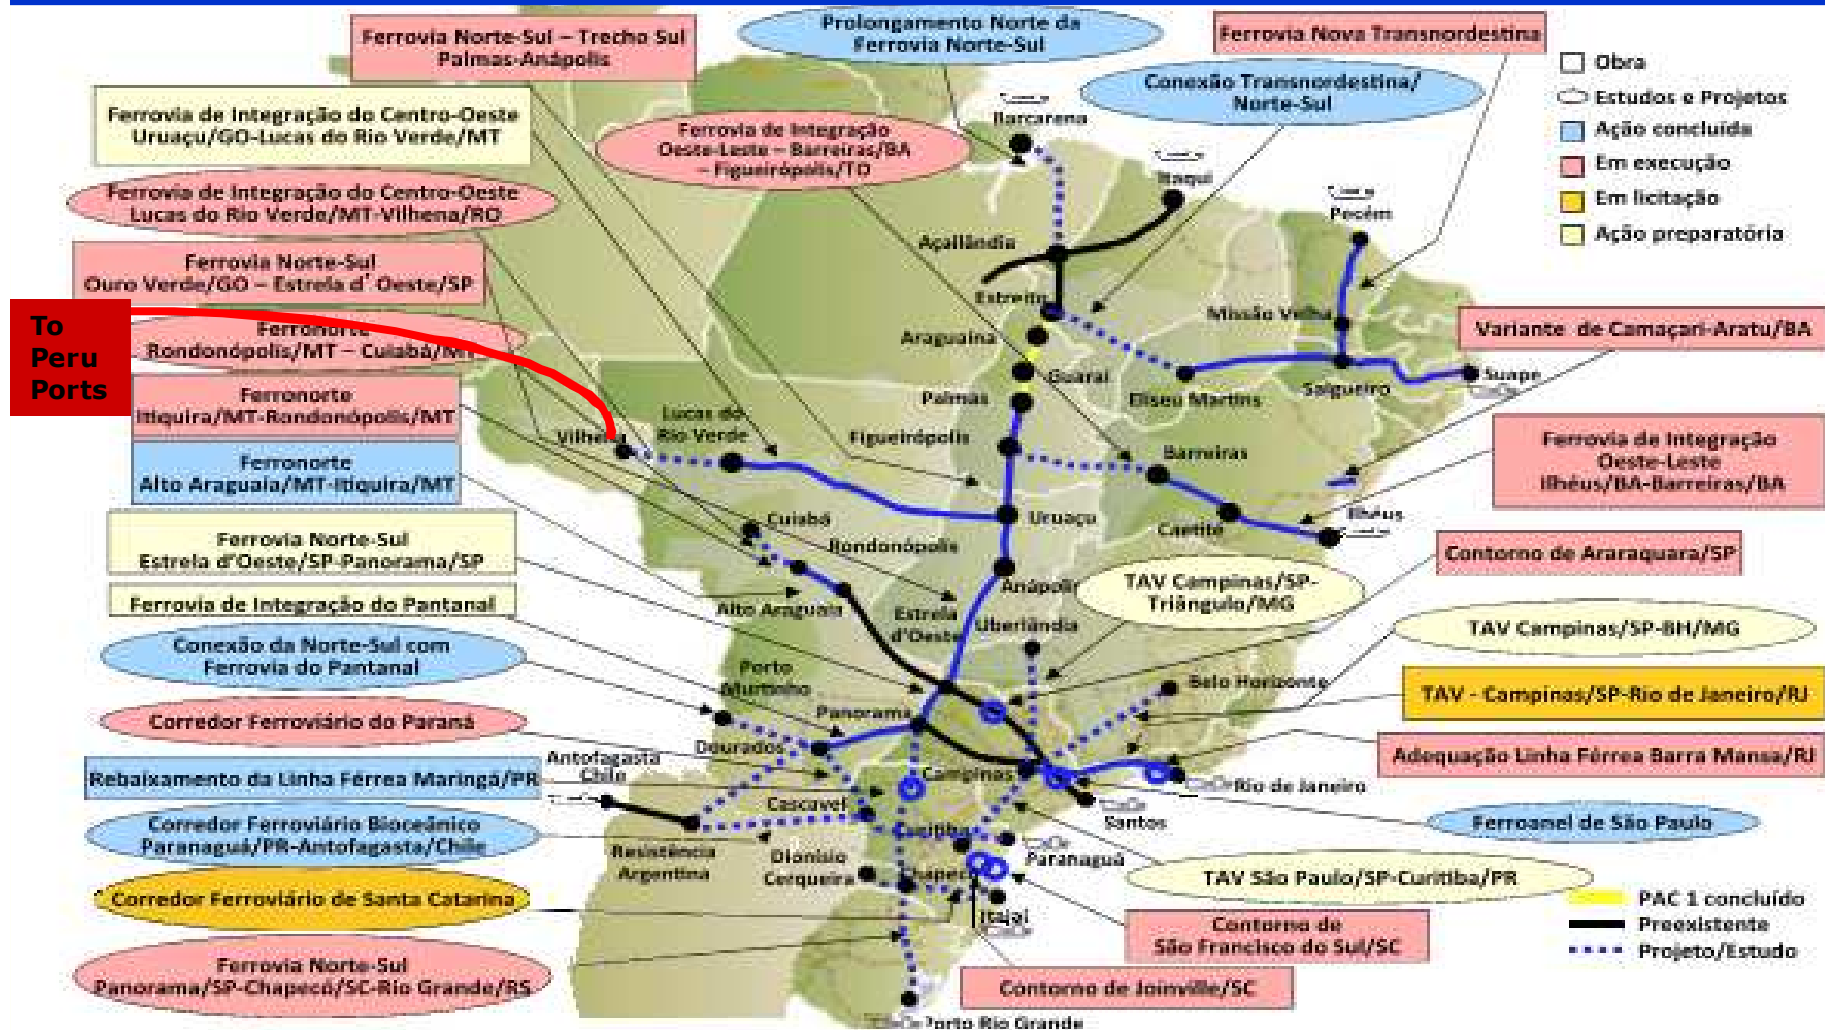 Ferrovia Norte-Sul – Trecho Sul
Palmas-Anápolis
Prolongamento Norte da
Ferrovia Norte-Sul
Ferrovia Nova Transnordestina
Conexão Transnordestina/
Norte-Sul
Obra
Estudos e Projetos
Ação concluída
Em execução
Em licitação
Ação preparatória
Ferrovia de Integração do Centro-Oeste
Uruaçu/GO-Lucas do Rio Verde/MT
Ferrovia de Integração
Oeste-Leste – Barreiras/BA
– Figueirópolis/TO
Ferrovia de Integração do Centro-Oeste
Lucas do Rio Verde/MT-Vilhena/RO
Ferrovia Norte-Sul
Ouro Verde/GO – Estrela d' Oeste/SP
To
Peru
Ports
Ferronorte
Rondonópolis/MT – Cuiabá/MT
Ferronorte
Itiquira/MT-Rondonópolis/MT
Ferronorte
Alto Araguaia/MT-Itiquira/MT
Ferrovia Norte-Sul
Estrela d'Oeste/SP-Panorama/SP
Ferrovia de Integração do Pantanal
Conexão da Norte-Sul com
Ferrovia do Pantanal
Corredor Ferroviário do Paraná
Rebaixamento da Linha Férrea Maringá/PR
Corredor Ferroviário Bioceânico
Paranaguá/PR-Antofagasta/Chile
Corredor Ferroviário de Santa Catarina
Ferrovia Norte-Sul
Panorama/SP-Chapecó/SC-Rio Grande/RS
Barcarena
Itaqui
Pecém
Açailândia
Estreito
Araguaina
Guaraí
Palmas
Missão Velha
Salgueiro
Suape
Eliseu Martins
Figueirópolis
Barreiras
Lucas do
Rio Verde
Vilhena
Uruaçu
Caetité
Ilhéus
Cuiabá
Rondonópolis
Anápolis
Alto Araguaia
Estrela
d'Oeste
Uberlândia
Porto
Murtinho
Belo Horizonte
Panorama
Dourados
Antofagasta
Chile
Campinas
Rio de Janeiro
Cascavel
Santos
Curitiba
Paranaguá
Resistência
Argentina
Dionísio
Cerqueira
Chapecó
Itajaí
Porto Rio Grande
Variante de Camaçari-Aratu/BA
Ferrovia de Integração
Oeste-Leste
Ilhéus/BA-Barreiras/BA
Contorno de Araraquara/SP
TAV Campinas/SP-
Triângulo/MG
TAV Campinas/SP-BH/MG
TAV - Campinas/SP-Rio de Janeiro/RJ
Adequação Linha Férrea Barra Mansa/RJ
Ferroanel de São Paulo
TAV São Paulo/SP-Curitiba/PR
Contorno de
São Francisco do Sul/SC
Contorno de Joinville/SC
PAC 1 concluído
Preexistente
Projeto/Estudo